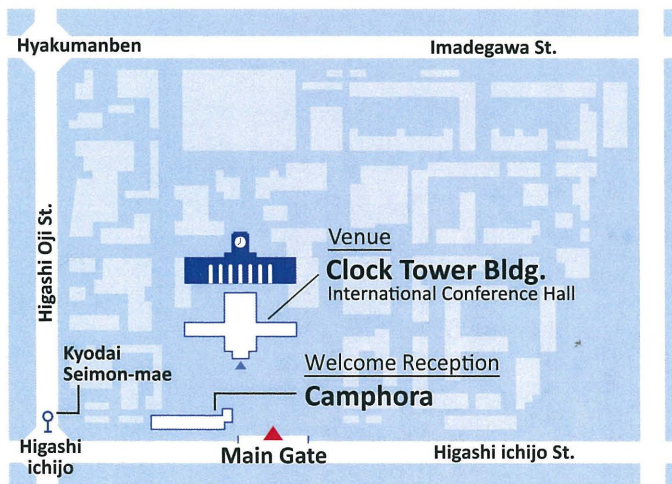 Hyakumanben
Imadegawa St.
Higashi Oji St.
Venue
Clock Tower Bldg.
International Conference Hall
Kyodai
Seimon-mae
Welcome Reception
Camphora
Higashi
ichijo
Main Gate
Higashi ichijo St.